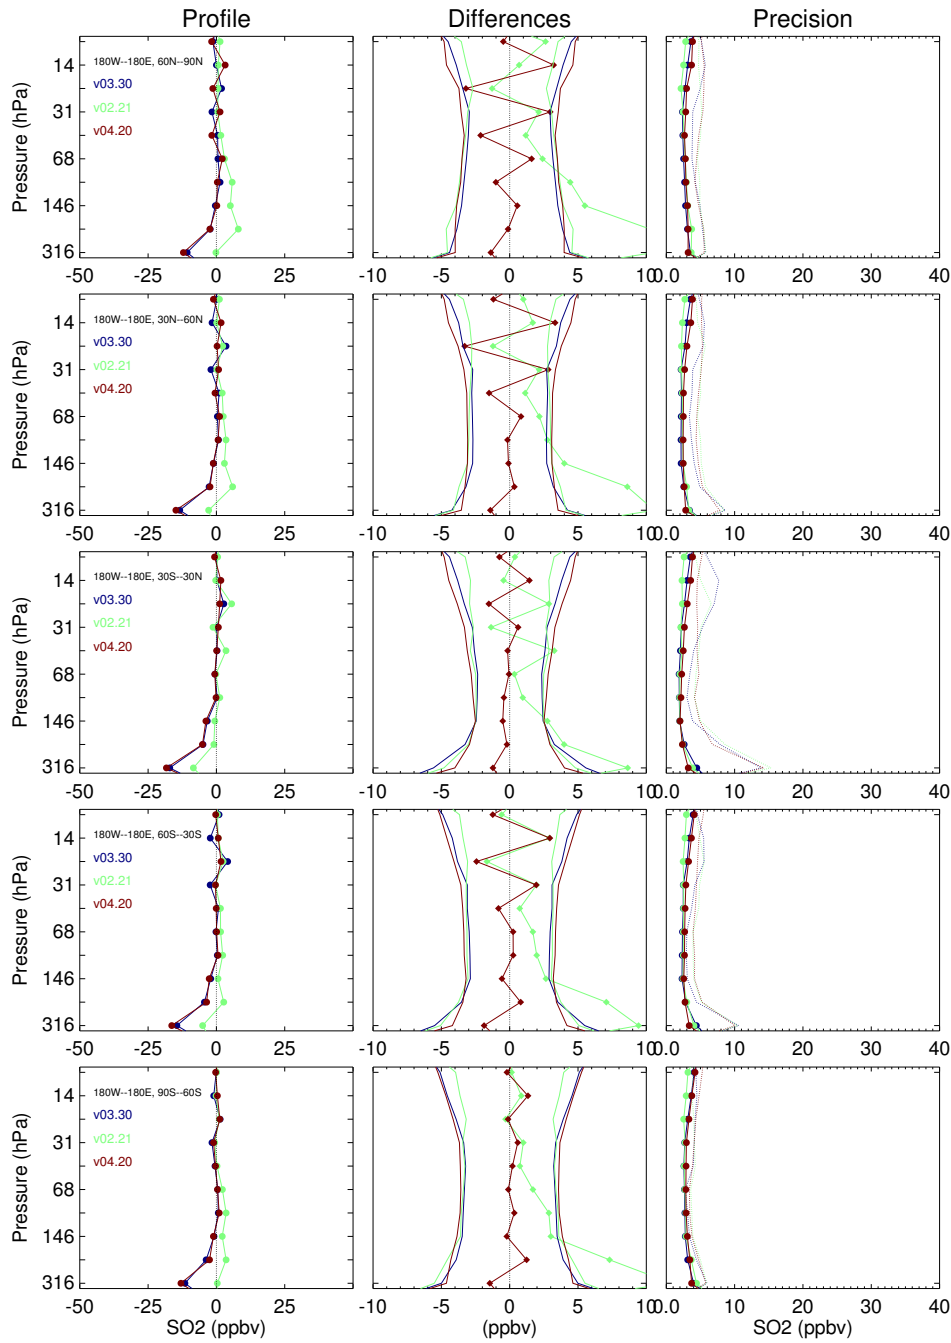 Profile Differences Precision
Pressure (hPa)
180W--180E, 60N--90N
v03.30
v02.21
v04.20
14
31
68
146
316
-50 -25 0 25 -10 -5 0 5 10 0 10 20 30 40
Pressure (hPa)
180W--180E, 30N--60N
v03.30
v02.21
v04.20
14
31
68
146
316
-50 -25 0 25 -10 -5 0 5 10 0 10 20 30 40
Pressure (hPa)
180W--180E, 30S--30N
v03.30
v02.21
v04.20
14
31
68
146
316
-50 -25 0 25 -10 -5 0 5 10 0 10 20 30 40
Pressure (hPa)
180W--180E, 60S--30S
v03.30
v02.21
v04.20
14
31
68
146
316
-50 -25 0 25 -10 -5 0 5 0.0 10 20 30 40
Pressure (hPa)
180W--180E, 90S--60S
v03.30
v02.21
v04.20
14
31
68
146
316
-50 -25 0 25 -10 -5 0 5 0.0 10 20 30 40
SO2 (ppbv) (ppbv) SO2 (ppbv)